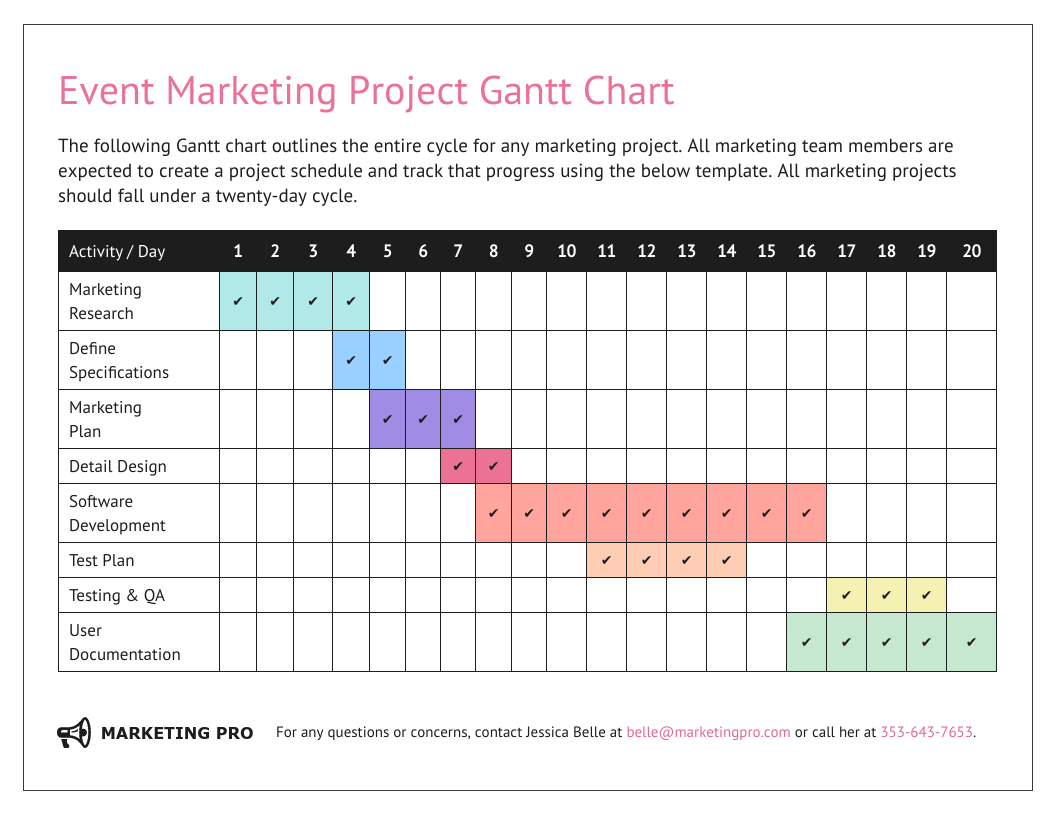 Event Marketing Project Gantt Chart
The following Gantt chart outlines the entire cycle for any marketing project. All marketing team members are
expected to create a project schedule and track that progress using the below template. All marketing projects
should fall under a twenty-day cycle.
Activity / Day 1 2 3 4 5 6 7 8 9 10 11 12 13 14 15 16 17 18 19 20
Marketing
Research ✔ ✔ ✔ ✔
Define
Specifications ✔ ✔
Marketing
Plan ✔ ✔ ✔
Detail Design ✔ ✔
Software
Development ✔ ✔ ✔ ✔ ✔ ✔ ✔ ✔ ✔
Test Plan ✔ ✔ ✔ ✔
Testing & QA ✔ ✔ ✔
User
Documentation ✔ ✔ ✔ ✔ ✔
MARKETING PRO For any questions or concerns, contact Jessica Belle at belle@marketingpro.com or call her at 353-643-7653.